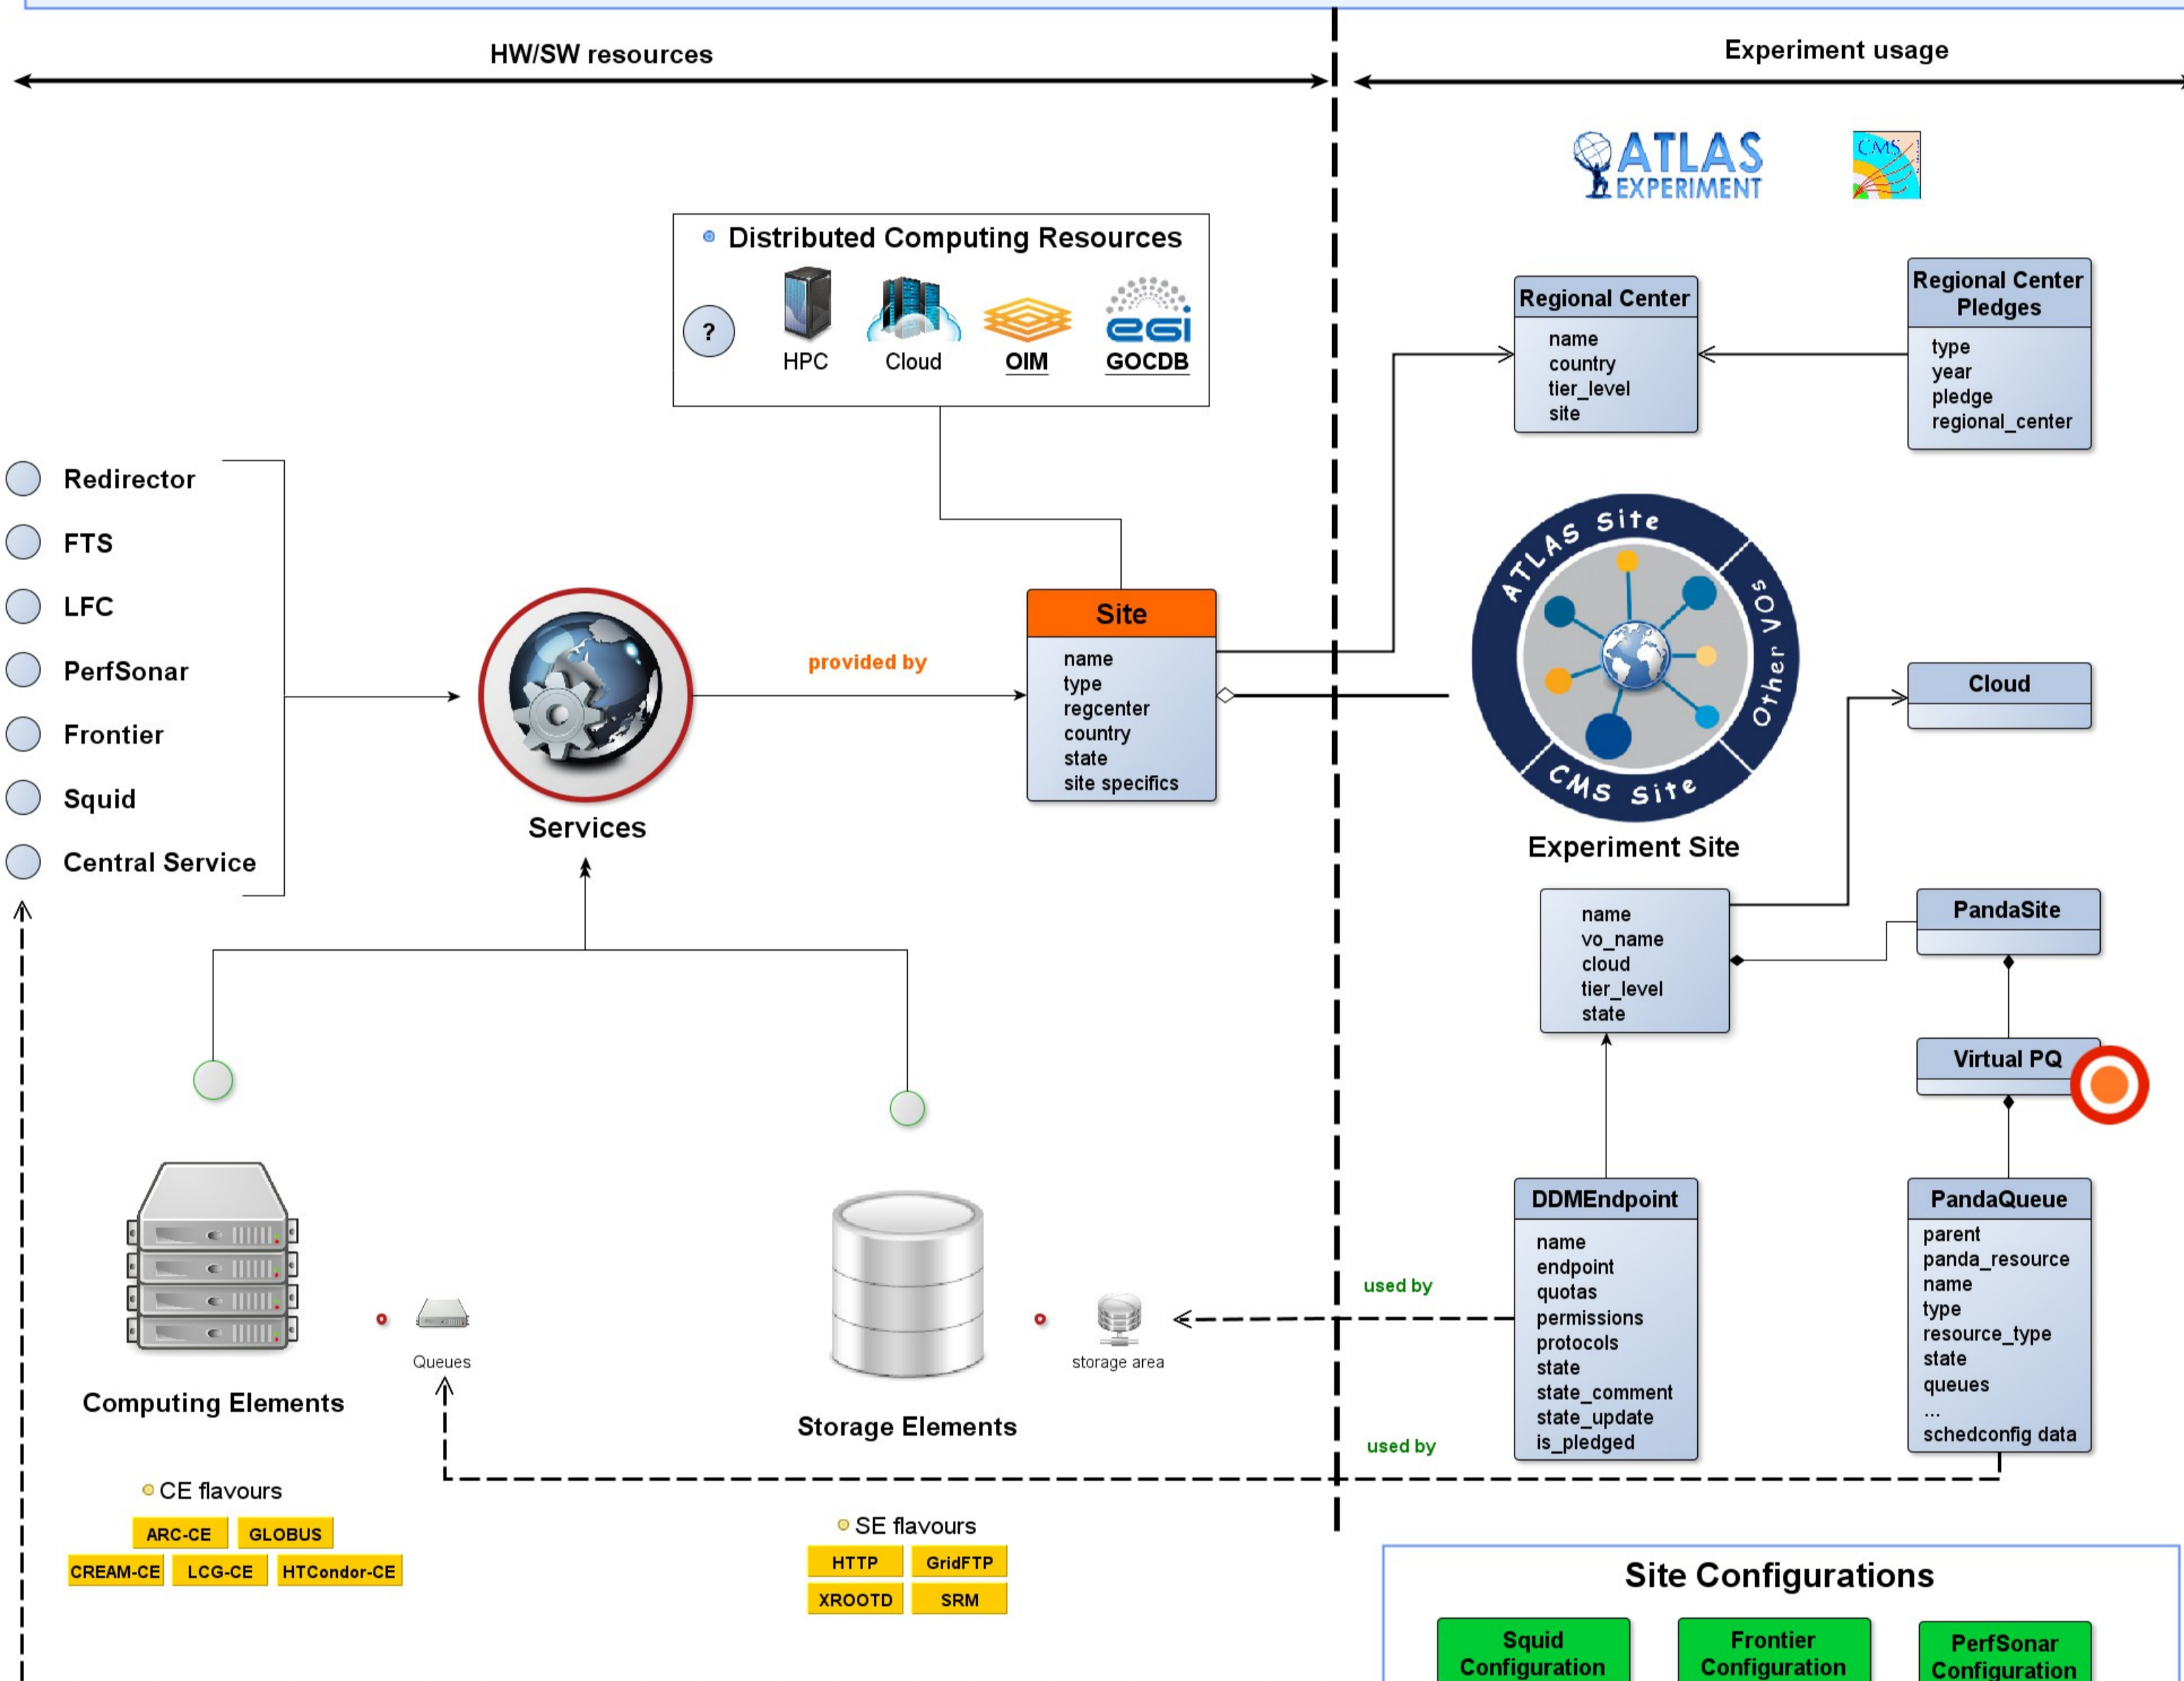 HW/SW resources
Experiment usage
ATLAS
EXPERIMENT
CMS
Distributed Computing Resources
?
HPC
Cloud
OIM
egi
GOCDB
Regional Center
name
country
tier_level
site
Regional Center
Pledges
type
year
pledge
regional_center
Redirector
FTS
LFC
PerfSonar
Frontier
Squid
Central Service
Services
provided by
Site
name
type
regcenter
country
state
site specifics
ATLAS Site
Other VOs
CMS Site
Experiment Site
Cloud
name
vo_name
cloud
tier_level
state
PandaSite
Virtual PQ
DDMEndpoint
name
endpoint
quotas
permissions
protocols
state
state_comment
state_update
is_pledged
PandaQueue
parent
panda_resource
name
type
resource_type
state
queues
...
schedconfig data
used by
used by
Queues
Computing Elements
storage area
Storage Elements
CE flavours
ARC-CE
GLOBUS
CREAM-CE
LCG-CE
HTCondor-CE
SE flavours
HTTP
GridFTP
XROOTD
SRM
Site Configurations
Squid
Configuration
Frontier
Configuration
PerfSonar
Configuration